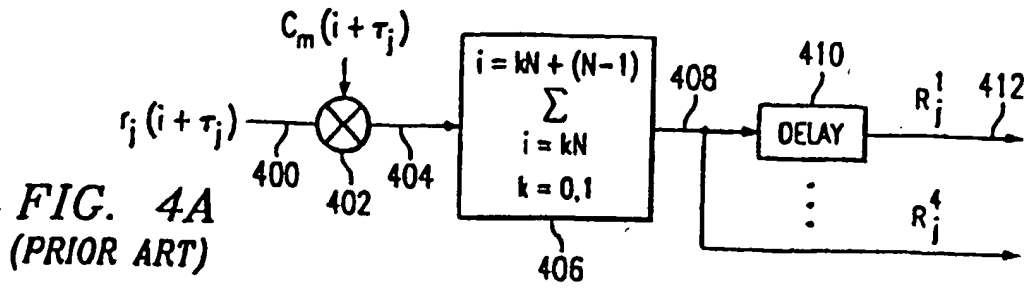 C_m(i + τ_j)
r_j(i + τ_j)
400
402
404
i = kN + (N-1)
Σ
i = kN
k = 0,1
406
408
410
DELAY
R_j^1
412
R_j^4
FIG. 4A
(PRIOR ART)